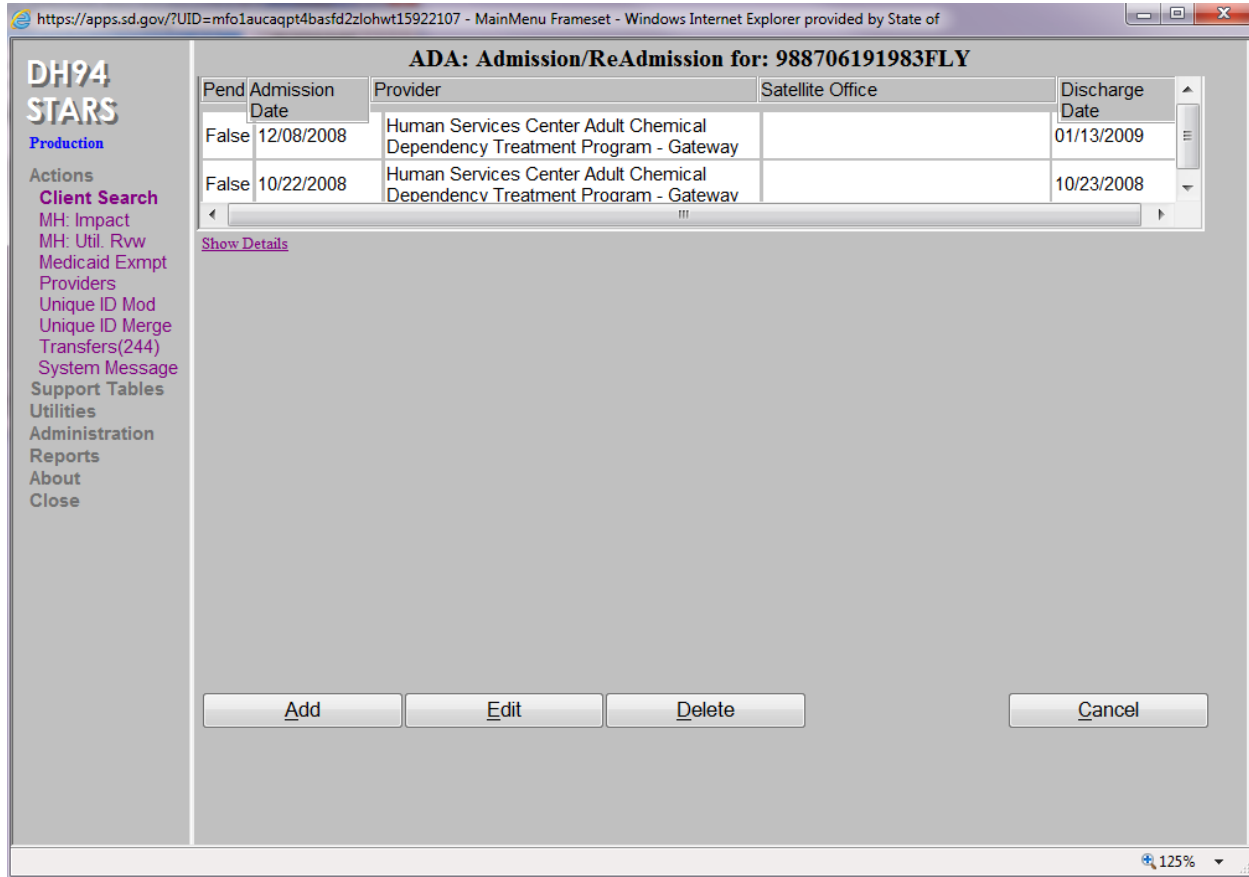 https://apps.sd.gov/?UID=mfo1aucaqpt4basfd2zlohwt15922107 - MainMenu Frameset - Windows Internet Explorer provided by State of
DH94
STARS
Production
Actions
Client Search
MH: Impact
MH: Util. Rvw
Medicaid Exmpt
Providers
Unique ID Mod
Unique ID Merge
Transfers(244)
System Message
Support Tables
Utilities
Administration
Reports
About
Close
ADA: Admission/ReAdmission for: 988706191983FLY
Pend Admission Date Provider Satellite Office Discharge Date
False 12/08/2008 Human Services Center Adult Chemical Dependency Treatment Program - Gateway 01/13/2009
False 10/22/2008 Human Services Center Adult Chemical Dependency Treatment Program - Gateway 10/23/2008
Show Details
Add Edit Delete Cancel
125%